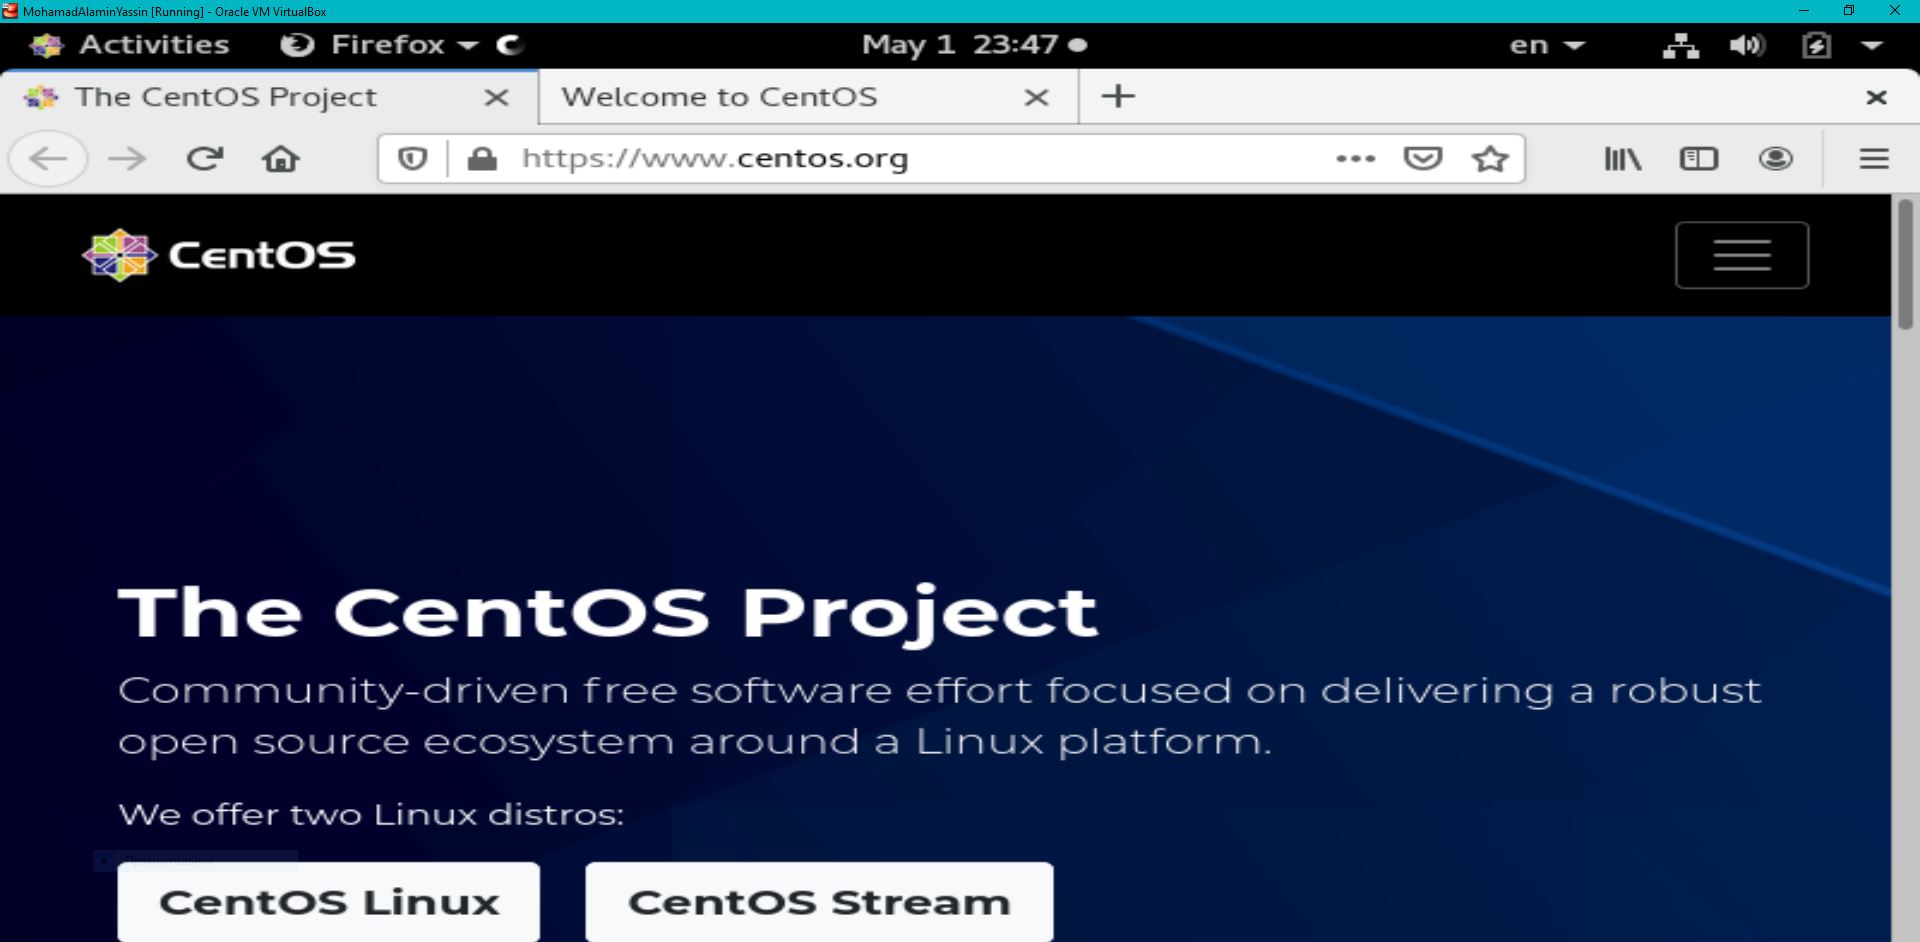 MohamadAlaminYassin [Running] - Oracle VM VirtualBox
Activities Firefox May 1 23:47 en
The CentOS Project Welcome to CentOS
https://www.centos.org
CentOS
The CentOS Project
Community-driven free software effort focused on delivering a robust
open source ecosystem around a Linux platform.
We offer two Linux distros:
Прямоугольник
CentOS Linux CentOS Stream